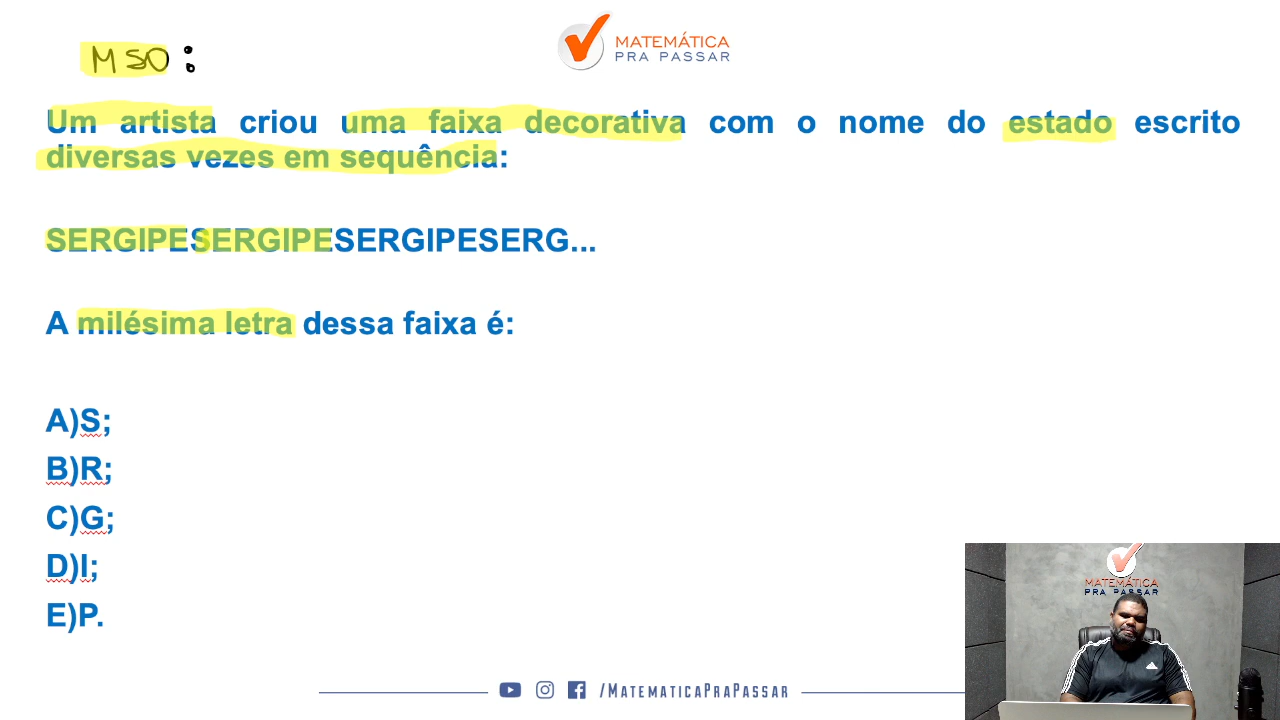 MSO:
MATEMÁTICA
PRA PASSAR
Um artista criou uma faixa decorativa com o nome do estado escrito
diversas vezes em sequência:
SERGIPESERGIPESERGIPESERG...
A milésima letra dessa faixa é:
A)S;
B)R;
C)G;
D)I;
E)P.
MATEMÁTICA
PRA PASSAR
/MATEMATICAPRAPASSAR